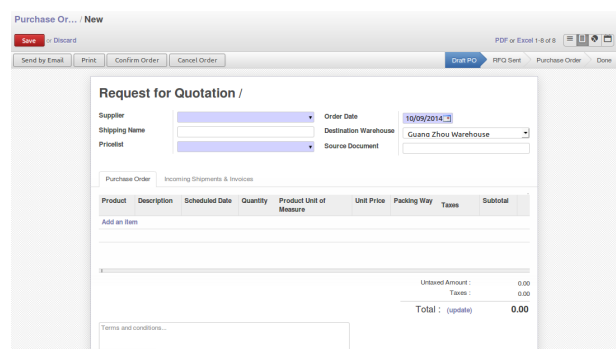 Purchase Or... / New
Save or Discard PDF or Excel 1-8 of 8
Send by Email Print Confirm Order Cancel Order Draft PO RFQ Sent Purchase Order Done
Request for Quotation /
Supplier Order Date 10/09/2014
Shipping Name Destination Warehouse Guang Zhou Warehouse
Pricelist Source Document
Purchase Order Incoming Shipments & Invoices
Product Description Scheduled Date Quantity Product Unit of Measure Unit Price Packing Way Taxes Subtotal
Add an Item
Untaxed Amount : 0.00
Taxes : 0.00
Total : (update) 0.00
Terms and conditions...